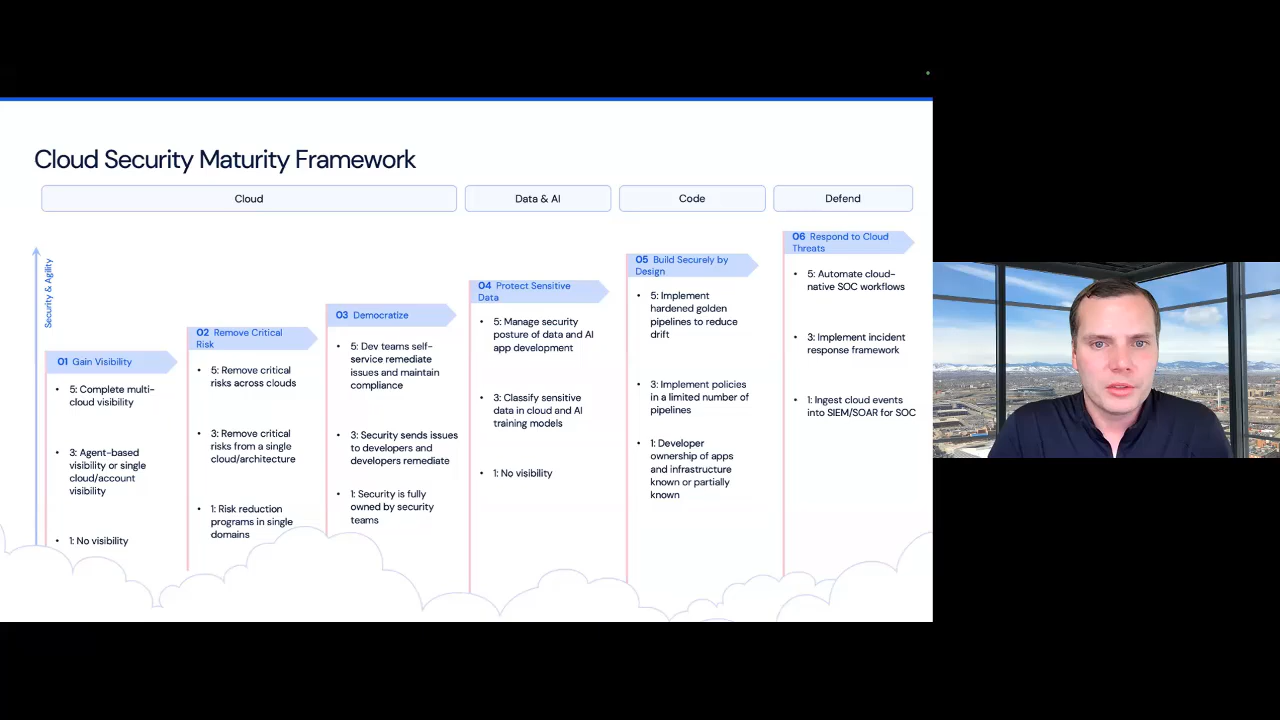 Cloud Security Maturity Framework
Cloud
Data & AI
Code
Defend
Security & Agility
01 Gain Visibility
• 5: Complete multi-
cloud visibility
• 3: Agent-based
visibility or single
cloud/account
visibility
• 1: No visibility
02 Remove Critical
Risk
• 5: Remove critical
risks across clouds
• 3: Remove critical
risks from a single
cloud/architecture
• 1: Risk reduction
programs in single
domains
03 Democratize
• 5: Dev teams self-
service remediate
issues and maintain
compliance
• 3: Security sends issues
to developers and
developers remediate
• 1: Security is fully
owned by security
teams
04 Protect Sensitive
Data
• 5: Manage security
posture of data and AI
app development
• 3: Classify sensitive
data in cloud and AI
training models
• 1: No visibility
05 Build Securely by
Design
• 5: Implement
hardened golden
pipelines to reduce
drift
• 3: Implement policies
in a limited number of
pipelines
• 1: Developer
ownership of apps
and infrastructure
known or partially
known
06 Respond to Cloud
Threats
• 5: Automate cloud-
native SOC workflows
• 3: Implement incident
response framework
• 1: Ingest cloud events
into SIEM/SOAR for SOC